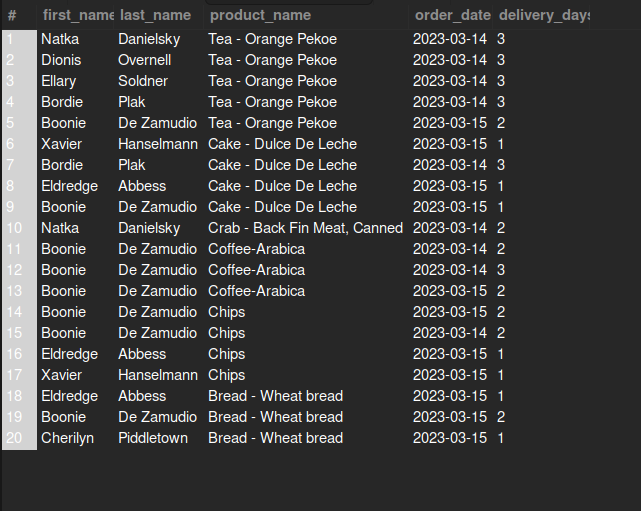 # first_name last_name product_name order_date delivery_days
1 Natka Danielsky Tea - Orange Pekoe 2023-03-14 3
2 Dionis Overnell Tea - Orange Pekoe 2023-03-14 3
3 Ellary Soldner Tea - Orange Pekoe 2023-03-14 3
4 Bordie Plak Tea - Orange Pekoe 2023-03-14 3
5 Boonie De Zamudio Tea - Orange Pekoe 2023-03-15 2
6 Xavier Hanselmann Cake - Dulce De Leche 2023-03-15 1
7 Bordie Plak Cake - Dulce De Leche 2023-03-14 3
8 Eldredge Abbess Cake - Dulce De Leche 2023-03-15 1
9 Boonie De Zamudio Cake - Dulce De Leche 2023-03-15 1
10 Natka Danielsky Crab - Back Fin Meat, Canned 2023-03-14 2
11 Boonie De Zamudio Coffee-Arabica 2023-03-14 2
12 Boonie De Zamudio Coffee-Arabica 2023-03-14 3
13 Boonie De Zamudio Coffee-Arabica 2023-03-15 2
14 Boonie De Zamudio Chips 2023-03-15 2
15 Boonie De Zamudio Chips 2023-03-14 2
16 Eldredge Abbess Chips 2023-03-15 1
17 Xavier Hanselmann Chips 2023-03-15 1
18 Eldredge Abbess Bread - Wheat bread 2023-03-15 1
19 Boonie De Zamudio Bread - Wheat bread 2023-03-15 2
20 Cherilyn Piddletown Bread - Wheat bread 2023-03-15 1